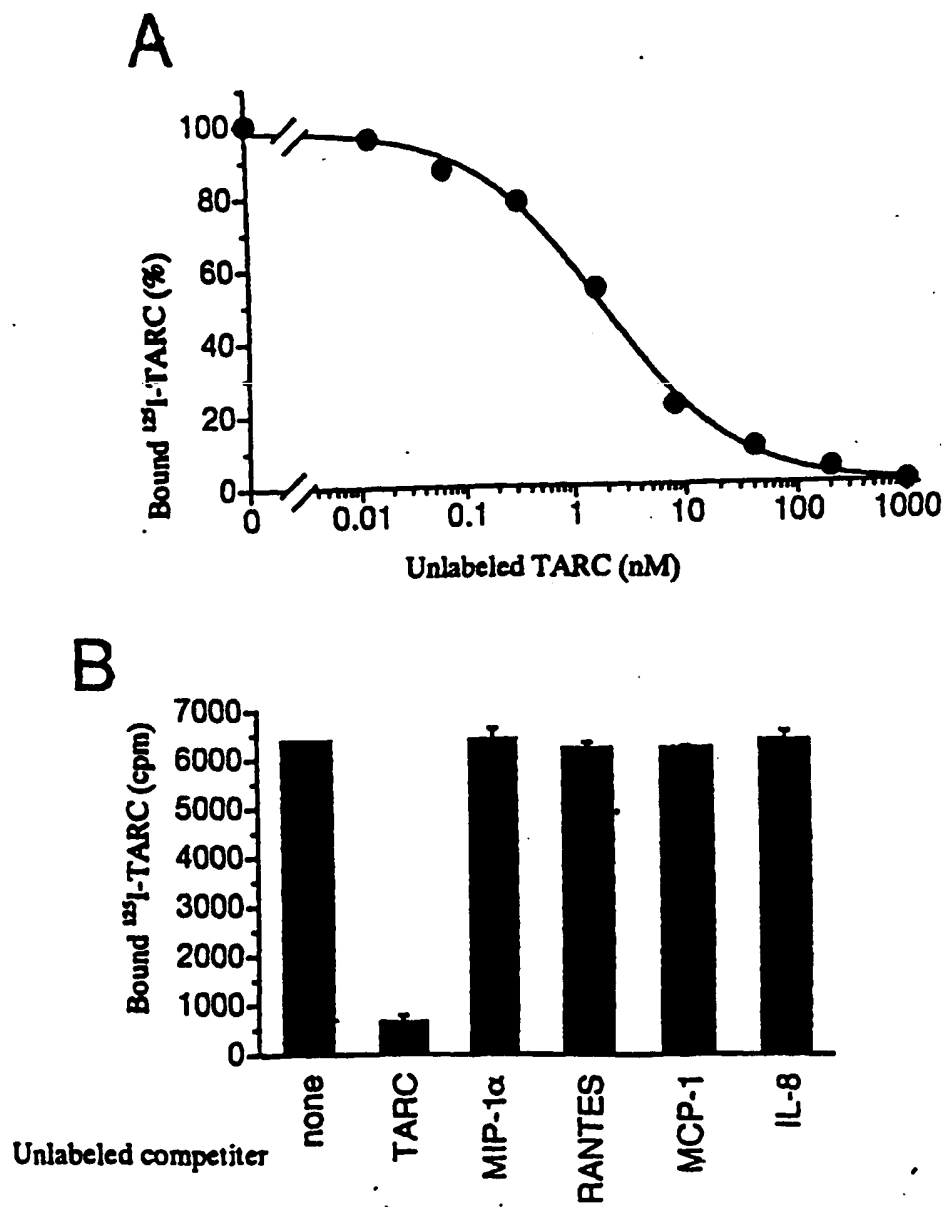 A
100
80
60
40
20
0
Bound ¹²⁵I-TARC (%)
0 0.01 0.1 1 10 100 1000
Unlabeled TARC (nM)
B
7000
6000
5000
4000
3000
2000
1000
0
Bound ¹²⁵I-TARC (cpm)
none TARC MIP-1α RANTES MCP-1 IL-8
Unlabeled competiter